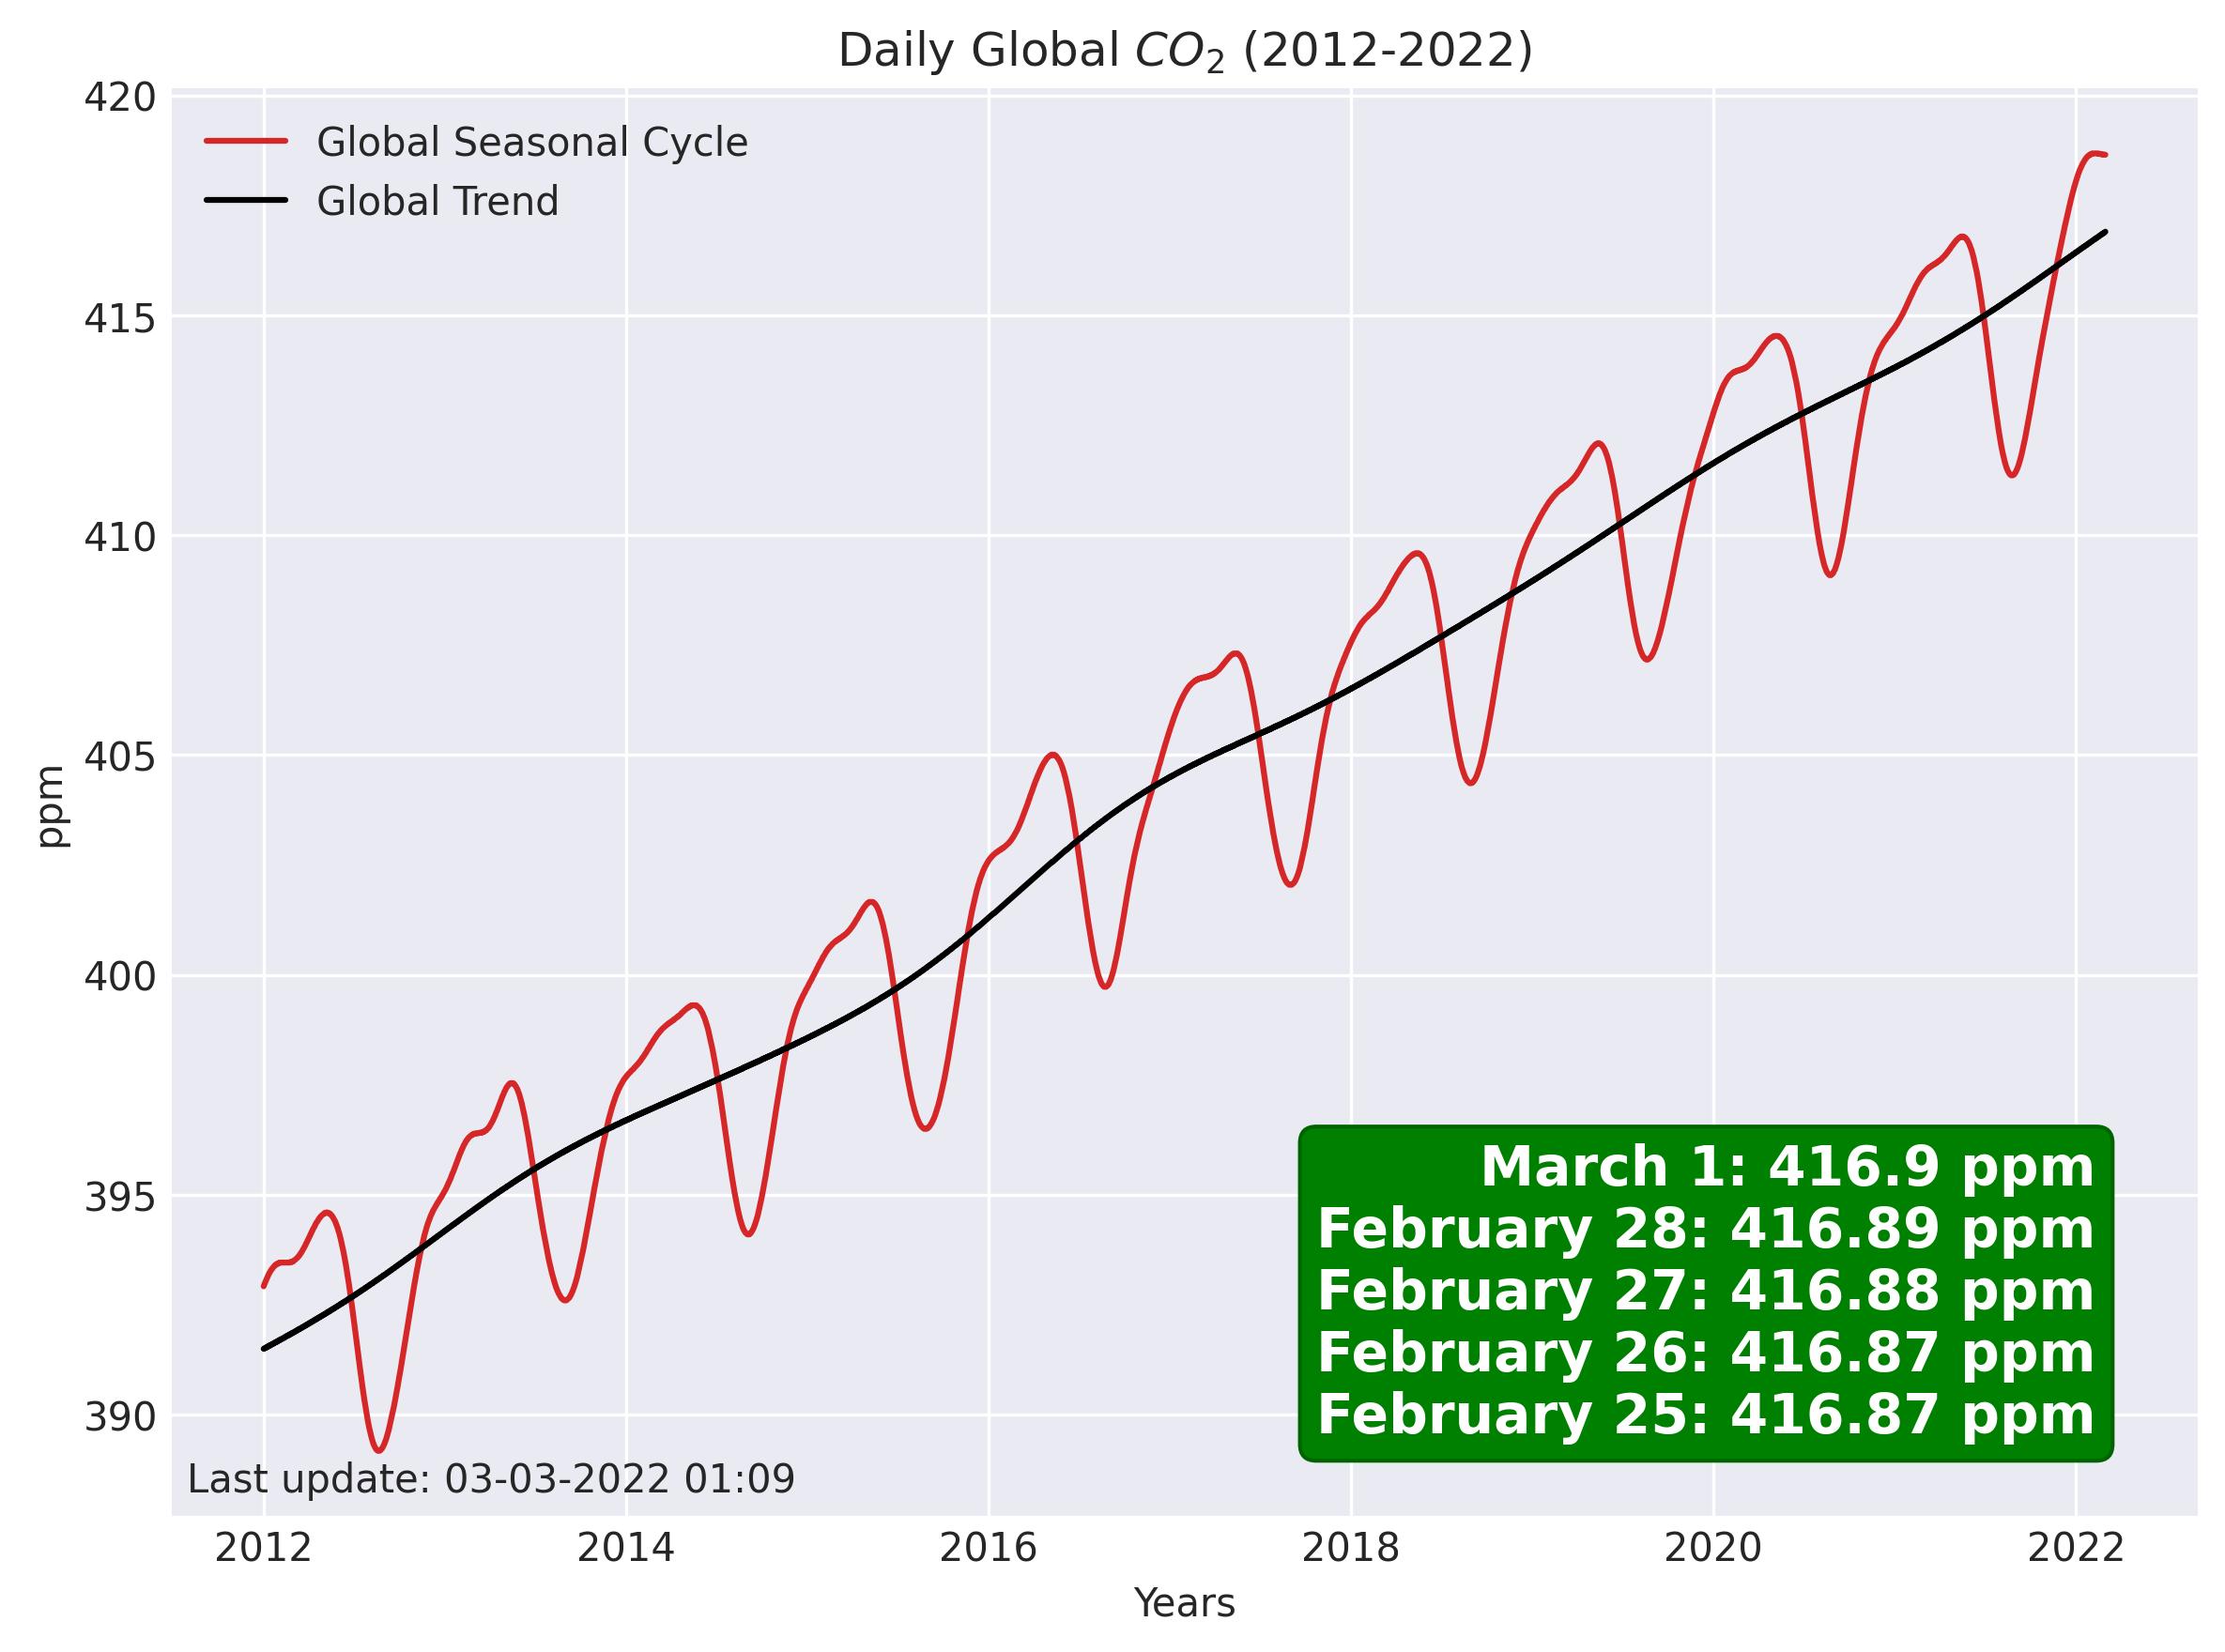 Daily Global CO₂ (2012-2022)
Global Seasonal Cycle
Global Trend
420
415
410
405
400
395
390
ppm
March 1: 416.9 ppm
February 28: 416.89 ppm
February 27: 416.88 ppm
February 26: 416.87 ppm
February 25: 416.87 ppm
Last update: 03-03-2022 01:09
2012 2014 2016 2018 2020 2022
Years